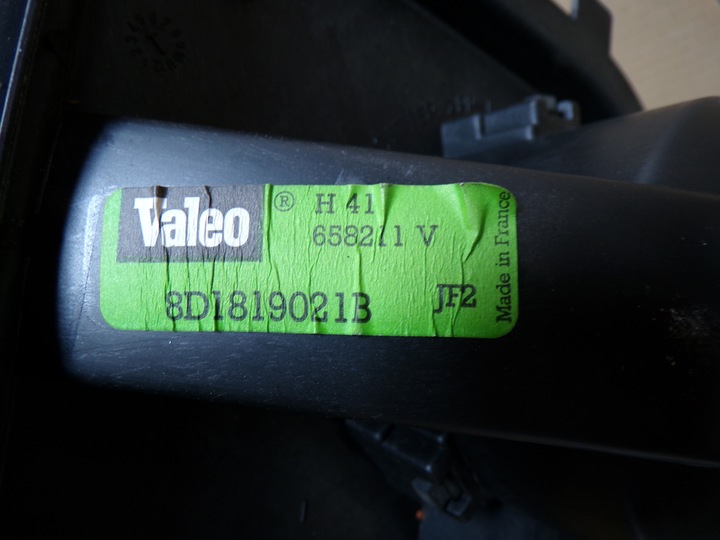 Valeo ® H 41
658211 V
8D1819021B JF2
Made in France